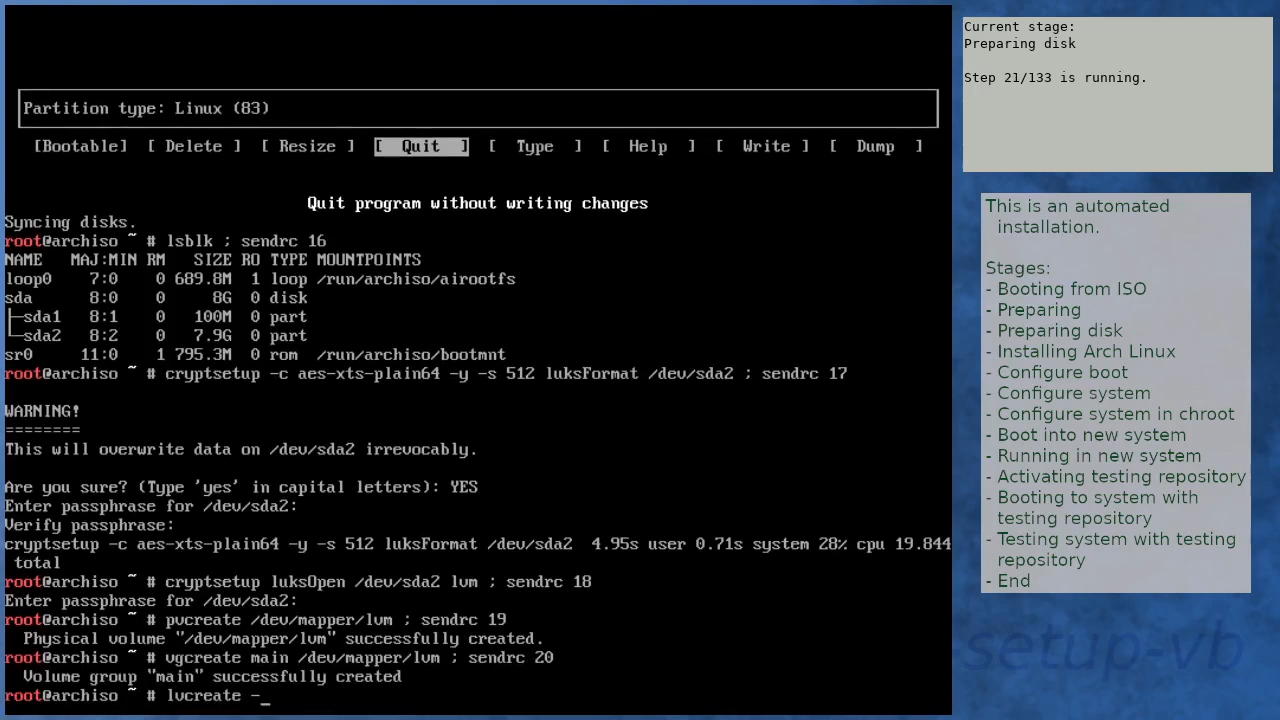 Partition type: Linux (83)
[Bootable] [ Delete ] [ Resize ] [ Quit ] [ Type ] [ Help ] [ Write ] [ Dump ]
Quit program without writing changes
Syncing disks.
root@archiso ~ # lsblk ; sendrc 16
NAME MAJ:MIN RM SIZE RO TYPE MOUNTPOINTS
loop0 7:0 0 689.8M 1 loop /run/archiso/airootfs
sda 8:0 0 8G 0 disk
├─sda1 8:1 0 100M 0 part
└─sda2 8:2 0 7.9G 0 part
sr0 11:0 1 795.3M 0 rom /run/archiso/bootmnt
root@archiso ~ # cryptsetup -c aes-xts-plain64 -y -s 512 luksFormat /dev/sda2 ; sendrc 17
WARNING!
========
This will overwrite data on /dev/sda2 irrevocably.
Are you sure? (Type 'yes' in capital letters): YES
Enter passphrase for /dev/sda2:
Verify passphrase:
cryptsetup -c aes-xts-plain64 -y -s 512 luksFormat /dev/sda2 4.95s user 0.71s system 28% cpu 19.844
total
root@archiso ~ # cryptsetup luksOpen /dev/sda2 lvm ; sendrc 18
Enter passphrase for /dev/sda2:
root@archiso ~ # pvcreate /dev/mapper/lvm ; sendrc 19
Physical volume "/dev/mapper/lvm" successfully created.
root@archiso ~ # vgcreate main /dev/mapper/lvm ; sendrc 20
Volume group "main" successfully created
root@archiso ~ # lvcreate -_
Current stage:
Preparing disk
Step 21/133 is running.
This is an automated
installation.
Stages:
- Booting from ISO
- Preparing
- Preparing disk
- Installing Arch Linux
- Configure boot
- Configure system
- Configure system in chroot
- Boot into new system
- Running in new system
- Activating testing repository
- Booting to system with
testing repository
- Testing system with testing
repository
- End
setup-vb